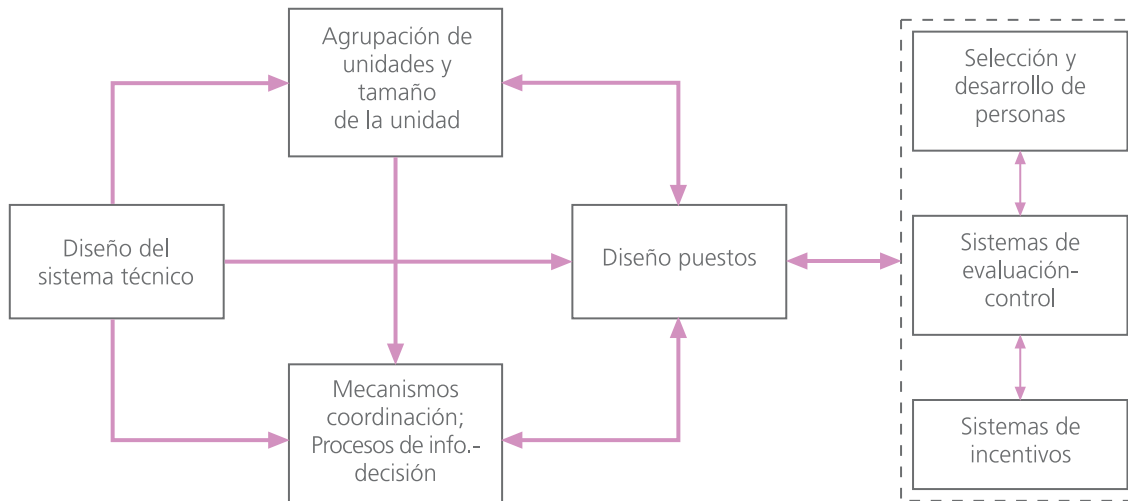 Agrupación de
unidades y
tamaño
de la unidad
Diseño del
sistema técnico
Mecanismos
coordinación;
Procesos de info.-
decisión
Diseño puestos
Selección y
desarrollo de
personas
Sistemas de
evaluación-
control
Sistemas de
incentivos